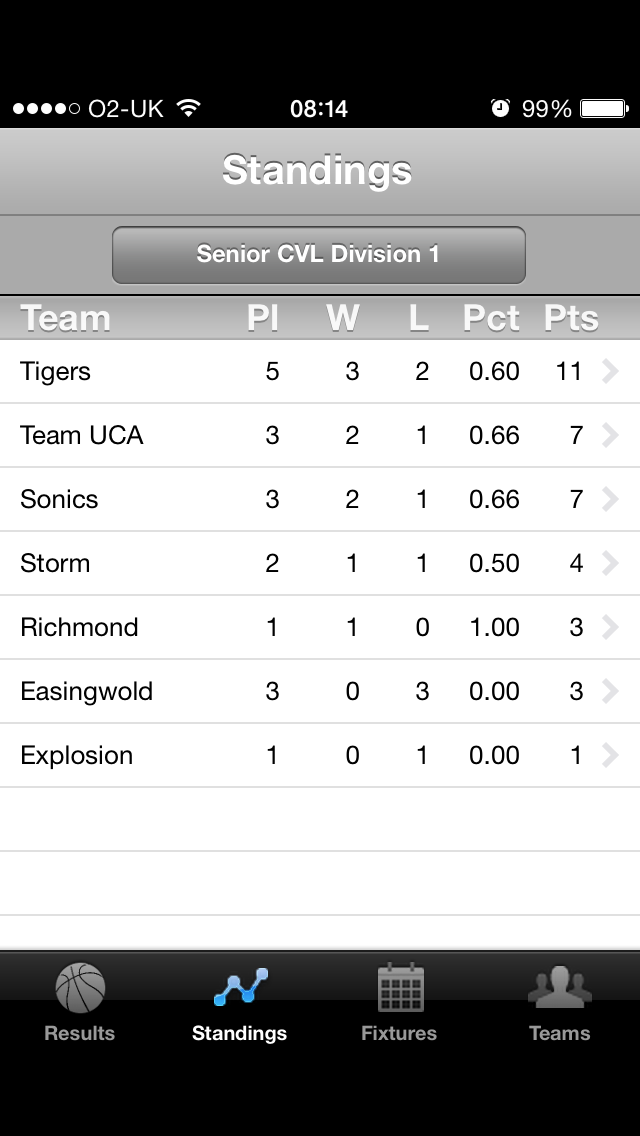 O2-UK 08:14 99%
Standings
Senior CVL Division 1
Team Pl W L Pct Pts
Tigers 5 3 2 0.60 11
Team UCA 3 2 1 0.66 7
Sonics 3 2 1 0.66 7
Storm 2 1 1 0.50 4
Richmond 1 1 0 1.00 3
Easingwold 3 0 3 0.00 3
Explosion 1 0 1 0.00 1
Results Standings Fixtures Teams